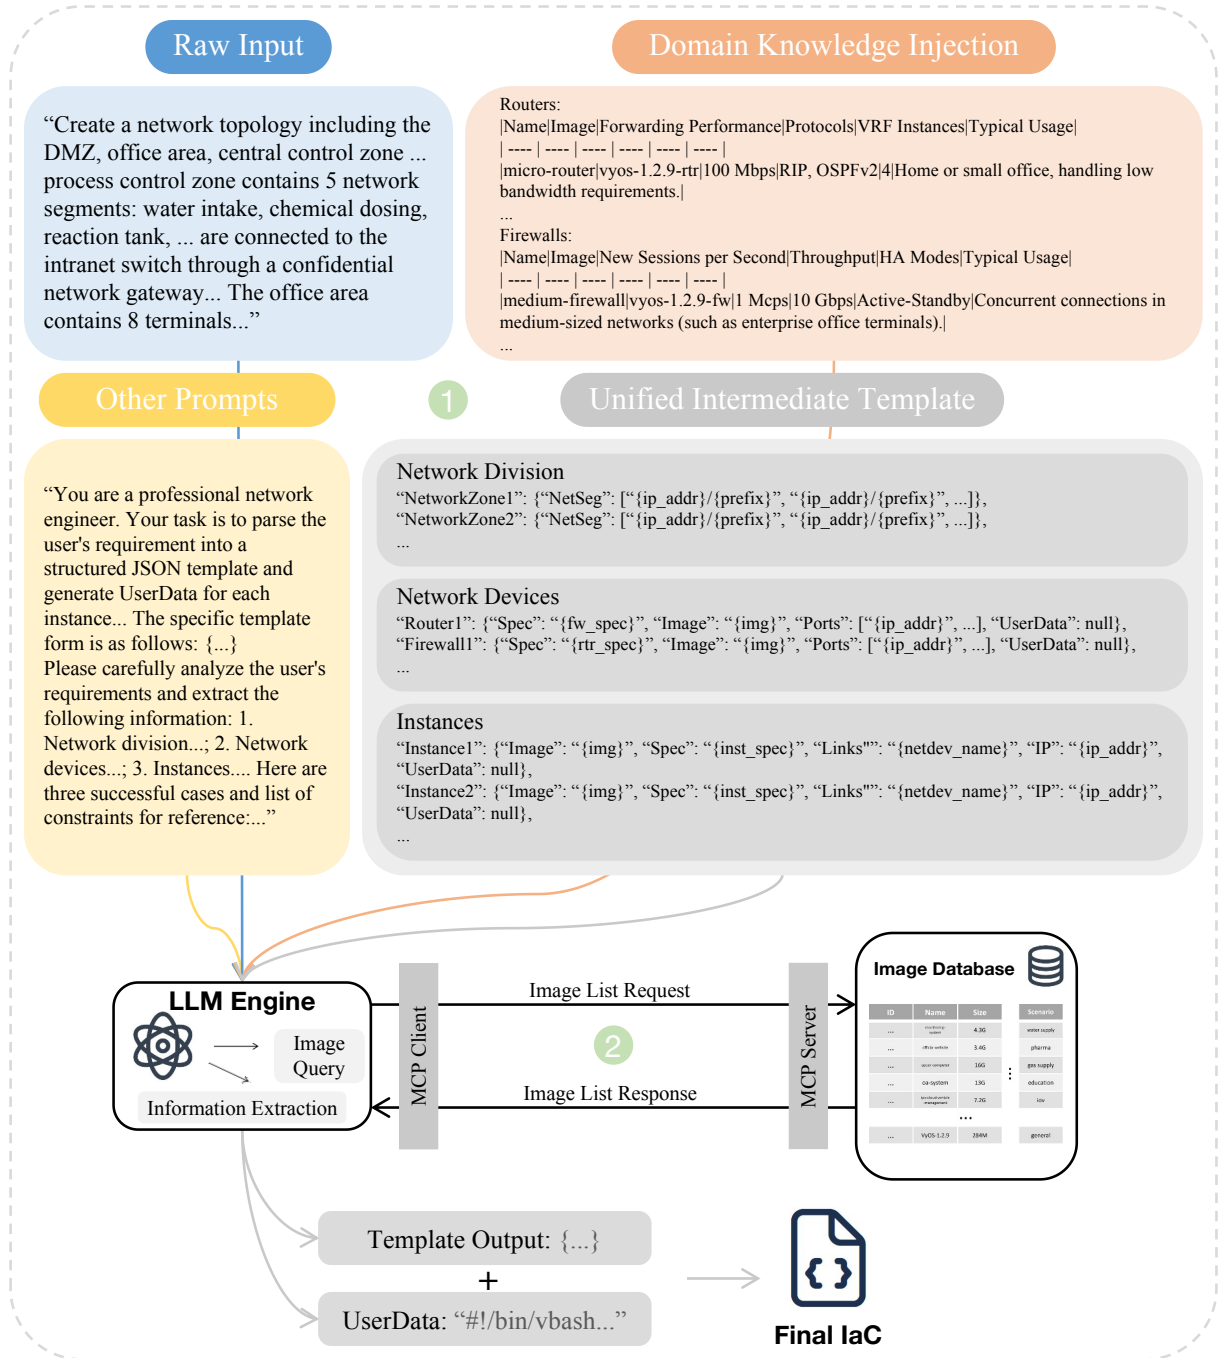 Raw Input
Domain Knowledge Injection
“Create a network topology including the
DMZ, office area, central control zone ...
process control zone contains 5 network
segments: water intake, chemical dosing,
reaction tank, ... are connected to the
intranet switch through a confidential
network gateway... The office area
contains 8 terminals...”
Routers:
|Name|Image|Forwarding Performance|Protocols|VRF Instances|Typical Usage|
| ---- | ---- | ---- | ---- | ---- | ---- |
|micro-router|vyos-1.2.9-rtr|100 Mbps|RIP, OSPFv2|4|Home or small office, handling low
bandwidth requirements.|
...
Firewalls:
|Name|Image|New Sessions per Second|Throughput|HA Modes|Typical Usage|
| ---- | ---- | ---- | ---- | ---- | ---- |
|medium-firewall|vyos-1.2.9-fw|1 Mcps|10 Gbps|Active-Standby|Concurrent connections in
medium-sized networks (such as enterprise office terminals).|
...
Other Prompts
1
Unified Intermediate Template
“You are a professional network
engineer. Your task is to parse the
user's requirement into a
structured JSON template and
generate UserData for each
instance... The specific template
form is as follows: {...}
Please carefully analyze the user's
requirements and extract the
following information: 1.
Network division...; 2. Network
devices...; 3. Instances.... Here are
three successful cases and list of
constraints for reference:...”
Network Division
“NetworkZone1”: {“NetSeg”: [“{ip_addr}/{prefix}”, “{ip_addr}/{prefix}”, ...]},
“NetworkZone2”: {“NetSeg”: [“{ip_addr}/{prefix}”, “{ip_addr}/{prefix}”, ...]},
...
Network Devices
“Router1”: {“Spec”: “{fw_spec}”, “Image”: “{img}”, “Ports”: [“{ip_addr}”, ...], “UserData”: null},
“Firewall1”: {“Spec”: “{rtr_spec}”, “Image”: “{img}”, “Ports”: [“{ip_addr}”, ...], “UserData”: null},
...
Instances
“Instance1”: {“Image”: “{img}”, “Spec”: “{inst_spec}”, “Links"”: “{netdev_name}”, “IP”: “{ip_addr}”,
“UserData”: null},
“Instance2”: {“Image”: “{img}”, “Spec”: “{inst_spec}”, “Links"”: “{netdev_name}”, “IP”: “{ip_addr}”,
“UserData”: null},
...
LLM Engine
Image
Query
Information Extraction
MCP Client
Image List Request
2
Image List Response
MCP Server
Image Database
ID Name Size Scenario
... monitoring-system 4.3G water supply
... official-website 3.4G pharma
... 16G gas supply
... oa-system 13G education
... 7.2G iov
...
... VyOS-1.2.9 284M general
Template Output: {...}
+
UserData: “#!/bin/vbash...”
Final IaC